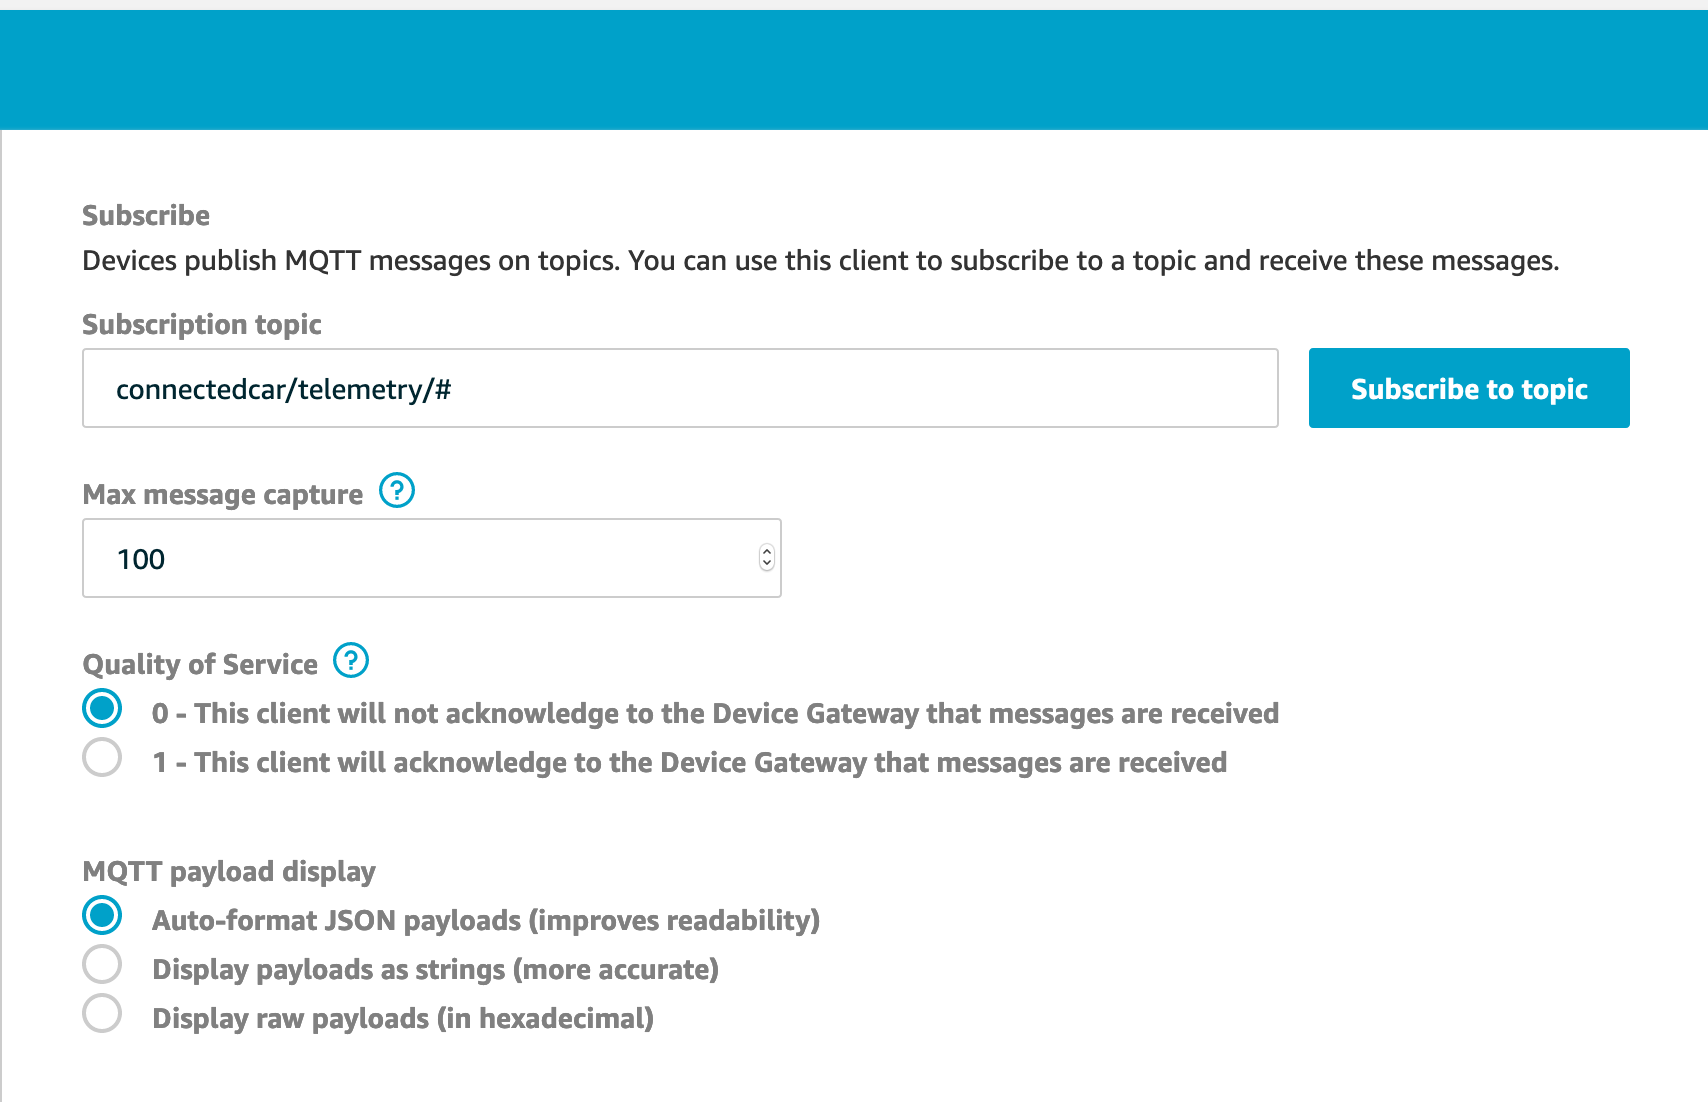 Subscribe
Devices publish MQTT messages on topics. You can use this client to subscribe to a topic and receive these messages.
Subscription topic
connectedcar/telemetry/#
Subscribe to topic
Max message capture ?
100
Quality of Service ?
0 - This client will not acknowledge to the Device Gateway that messages are received
1 - This client will acknowledge to the Device Gateway that messages are received
MQTT payload display
Auto-format JSON payloads (improves readability)
Display payloads as strings (more accurate)
Display raw payloads (in hexadecimal)